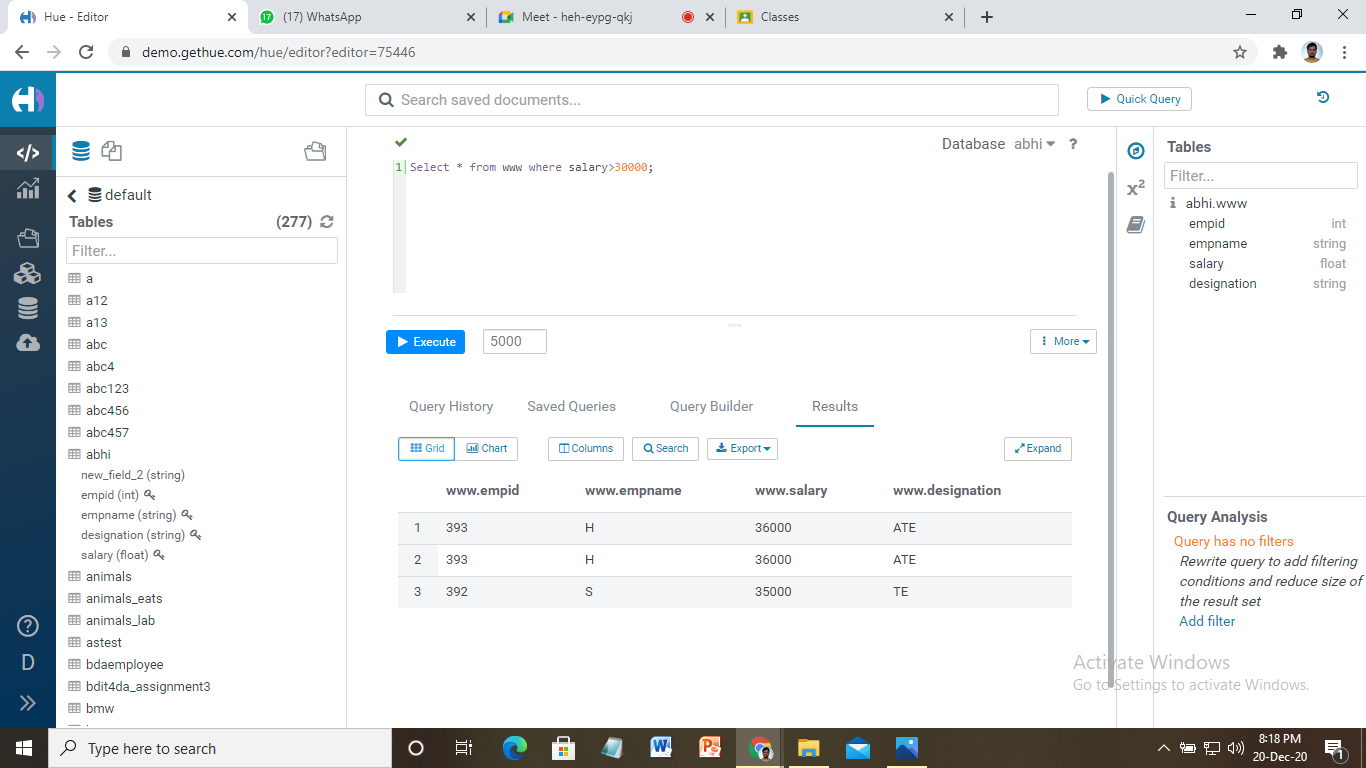 Hue - Editor
(17) WhatsApp
Meet - heh-eypg-qkj
Classes
demo.gethue.com/hue/editor?editor=75446
Search saved documents...
Quick Query
default
Tables (277)
Filter...
a
a12
a13
abc
abc4
abc123
abc456
abc457
abhi
new_field_2 (string)
empid (int)
empname (string)
designation (string)
salary (float)
animals
animals_eats
animals_lab
astest
bdaemployee
bdit4da_assignment3
bmw
D
Database abhi ?
1 Select * from www where salary>30000;
Execute 5000 More
Query History Saved Queries Query Builder Results
Grid Chart Columns Search Export Expand
www.empid www.empname www.salary www.designation
1 393 H 36000 ATE
2 393 H 36000 ATE
3 392 S 35000 TE
x²
Tables
Filter...
abhi.www
empid int
empname string
salary float
designation string
Query Analysis
Query has no filters
Rewrite query to add filtering
conditions and reduce size of
the result set
Add filter
Activate Windows
Go to Settings to activate Windows.
Type here to search
8:18 PM
20-Dec-20
1